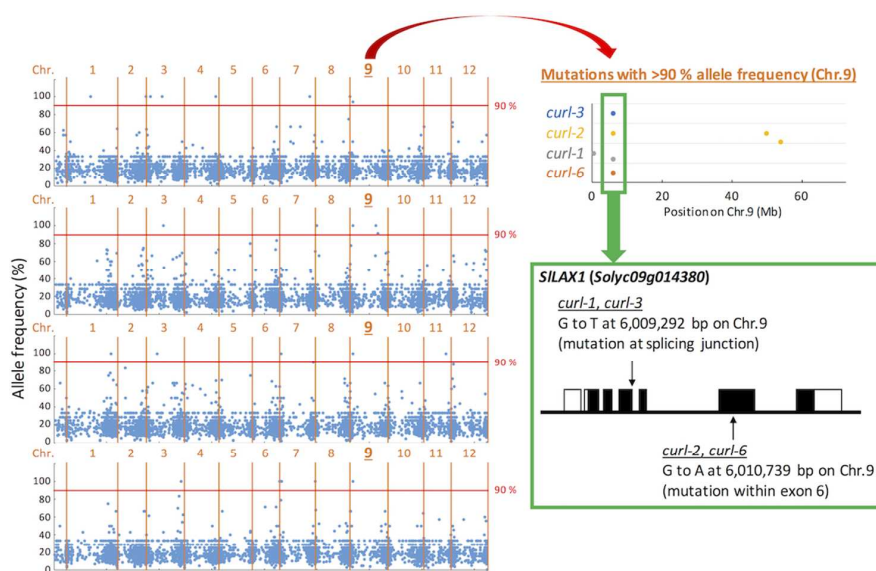 Chr. 1 2 3 4 5 6 7 8 9 10 11 12
100
80
60
40
20
0
90 %
Chr. 1 2 3 4 5 6 7 8 9 10 11 12
100
80
60
40
20
0
90 %
Chr. 1 2 3 4 5 6 7 8 9 10 11 12
100
80
60
40
20
0
90 %
Chr. 1 2 3 4 5 6 7 8 9 10 11 12
100
80
60
40
20
0
90 %
Allele frequency (%)
Mutations with >90 % allele frequency (Chr.9)
curl-3
curl-2
curl-1
curl-6
0 20 40 60
Position on Chr.9 (Mb)
SlLAX1 (Solyc09g014380)
curl-1, curl-3
G to T at 6,009,292 bp on Chr.9
(mutation at splicing junction)
curl-2, curl-6
G to A at 6,010,739 bp on Chr.9
(mutation within exon 6)